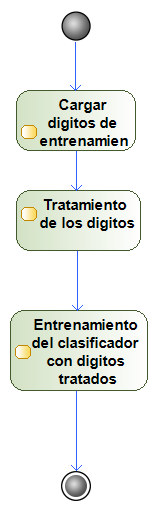 Cargar
digitos de
entrenamien
Tratamiento
de los digitos
Entrenamiento
del clasificador
con digitos
tratados